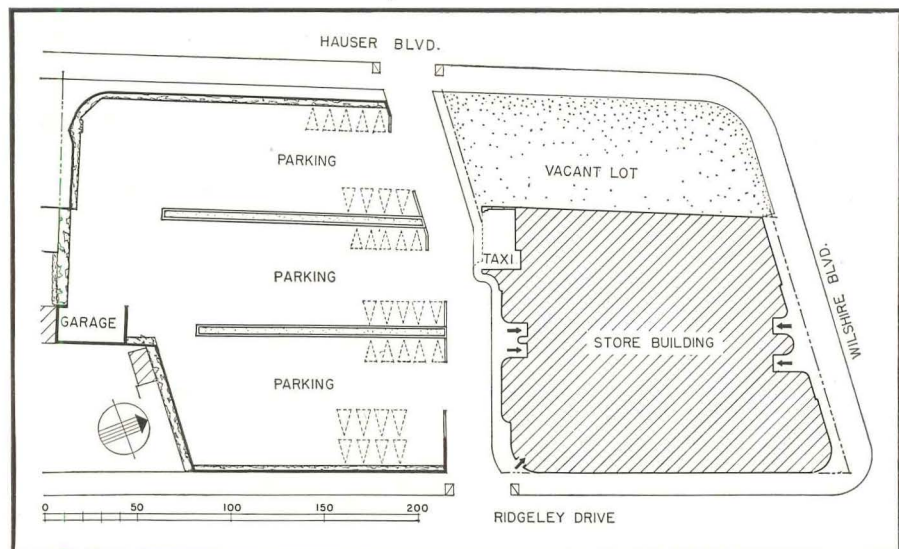 HAUSER BLVD.
PARKING
VACANT LOT
TAXI
PARKING
WILSHIRE BLVD.
GARAGE
STORE BUILDING
PARKING
0 50 100 150 200
RIDGELEY DRIVE